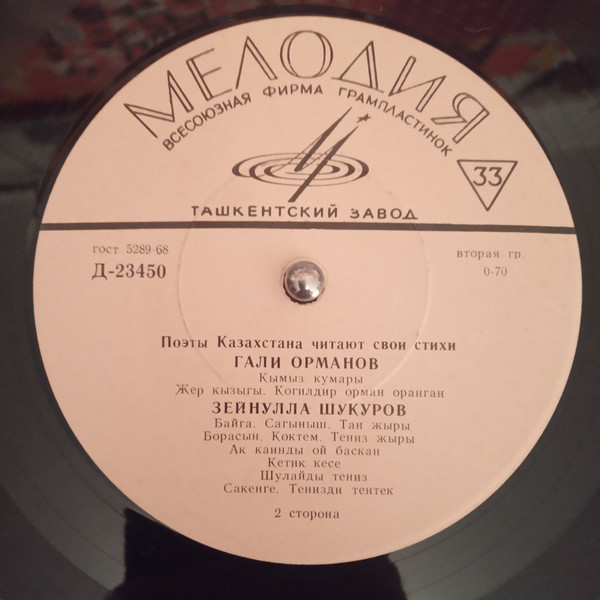 МЕЛОДИЯ
ВСЕСОЮЗНАЯ ФИРМА ГРАМПЛАСТИНОК
33
ТАШКЕНТСКИЙ ЗАВОД
гост 5289-68
Д-23450
вторая гр.
0-70
Поэты Казахстана читают свои стихи
ГАЛИ ОРМАНОВ
Кымыз кумары
Жер кызыгы. Когилдир орман оранган
ЗЕЙНУЛЛА ШУКУРОВ
Байга. Сагыныш. Тан жыры
Борасын. Коктем. Тениз жыры
Ак каинды ой баскан
Кетик кесе
Шулайды тениз
Сакенге. Тенизди тентек
2 сторона